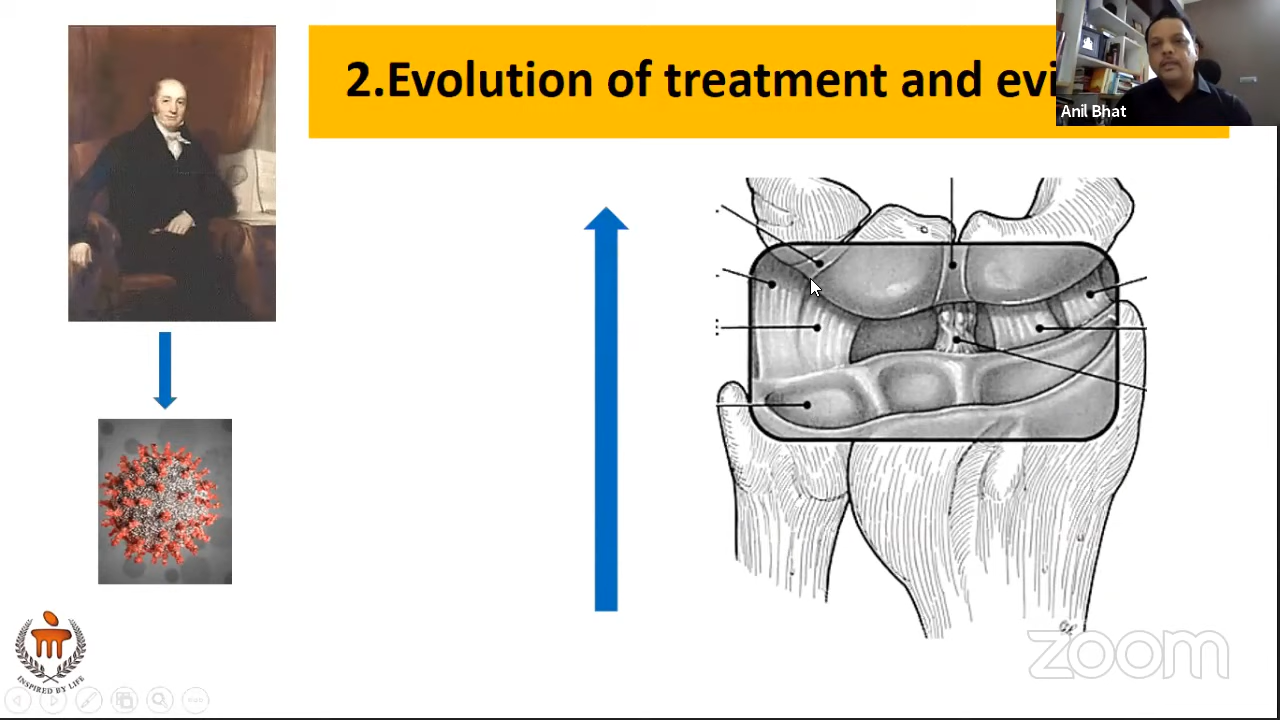 2.Evolution of treatment and evi
Anil Bhat
INSPIRED BY LIFE
zoom